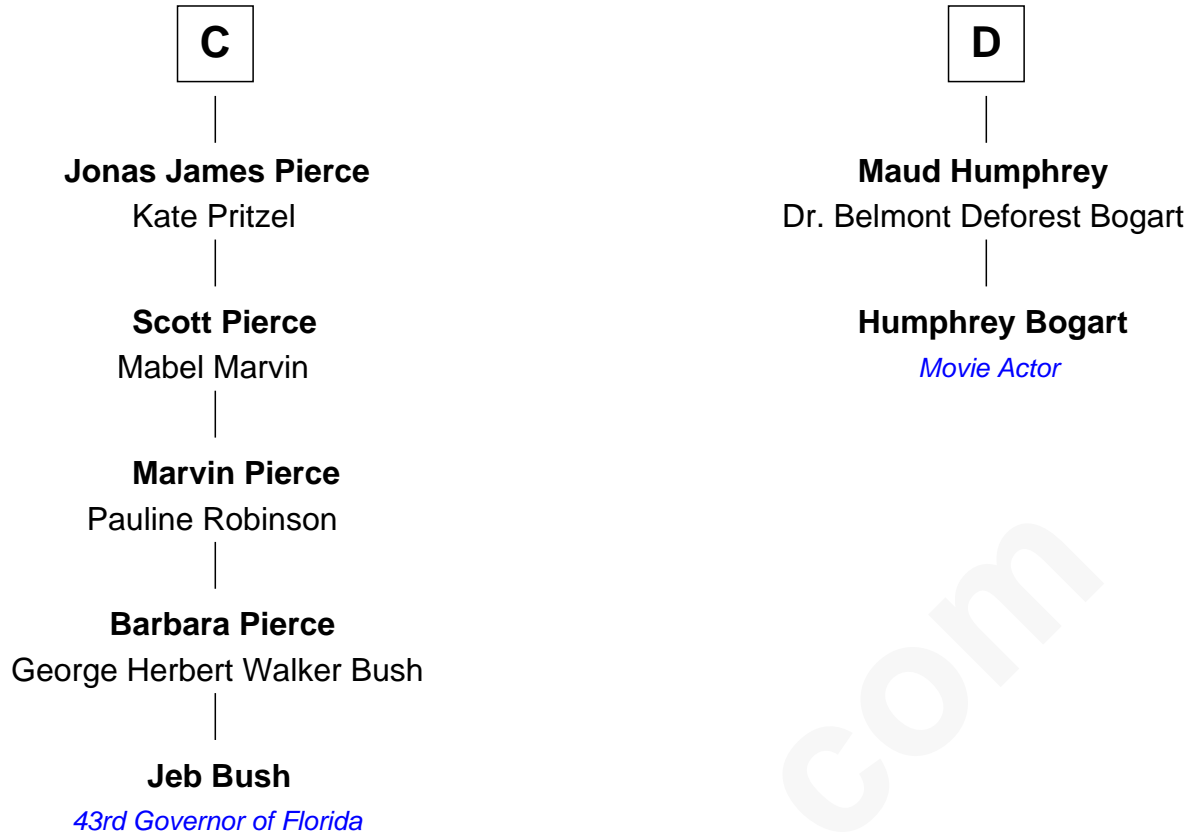 C
Jonas James Pierce
Kate Pritzel
Scott Pierce
Mabel Marvin
Marvin Pierce
Pauline Robinson
Barbara Pierce
George Herbert Walker Bush
Jeb Bush
43rd Governor of Florida
D
Maud Humphrey
Dr. Belmont Deforest Bogart
Humphrey Bogart
Movie Actor
com